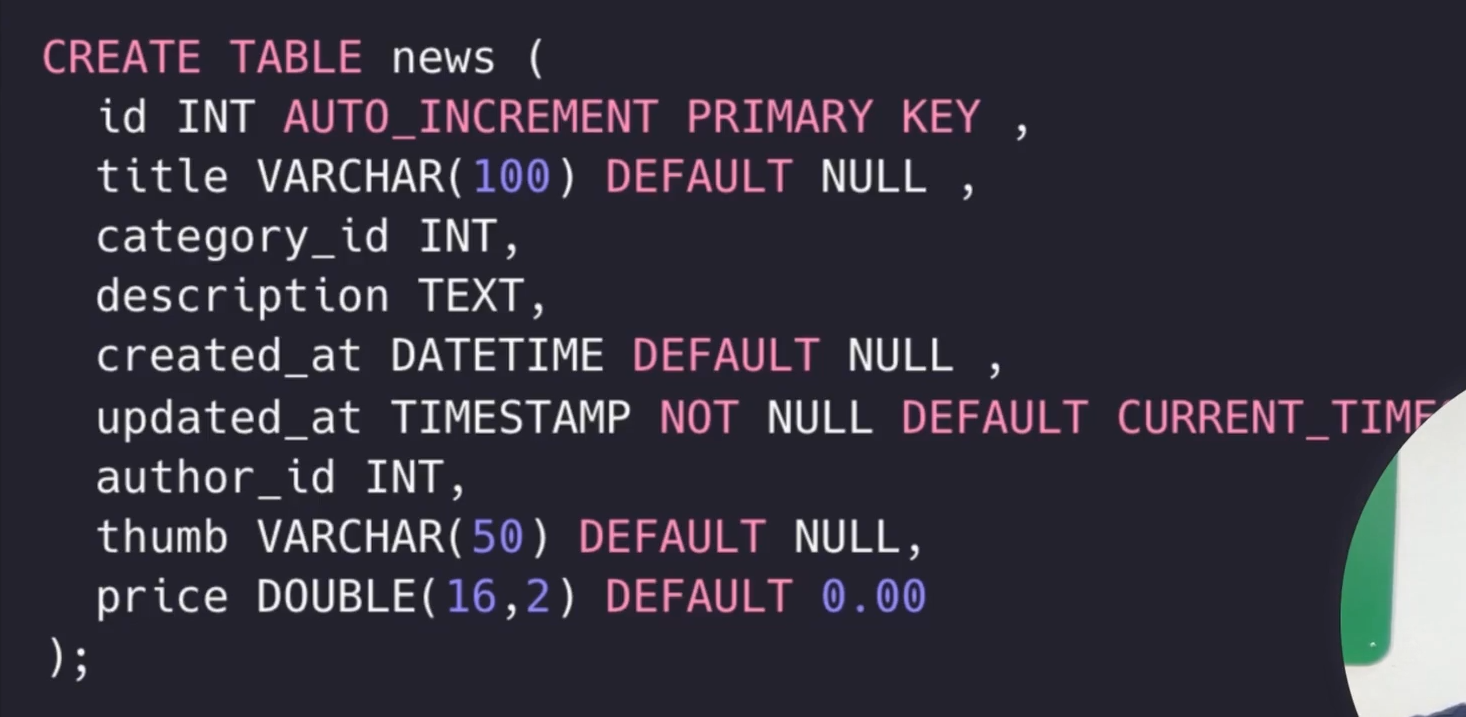 CREATE TABLE news (
id INT AUTO_INCREMENT PRIMARY KEY ,
title VARCHAR(100) DEFAULT NULL ,
category_id INT,
description TEXT,
created_at DATETIME DEFAULT NULL ,
updated_at TIMESTAMP NOT NULL DEFAULT
author_id INT,
thumb VARCHAR(50) DEFAULT NULL,
price DOUBLE(16,2) DEFAULT 0.00
);